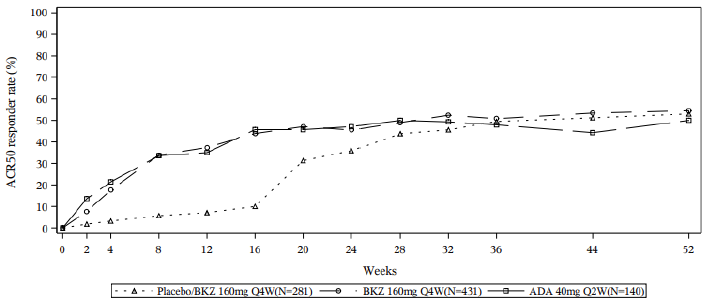 100
90
80
70
60
50
40
30
20
10
0
ACR50 responder rate (%)
0 2 4 8 12 16 20 24 28 32 36 44 52
Weeks
Placebo/BKZ 160mg Q4W(N=281) BKZ 160mg Q4W(N=431) ADA 40mg Q2W(N=140)